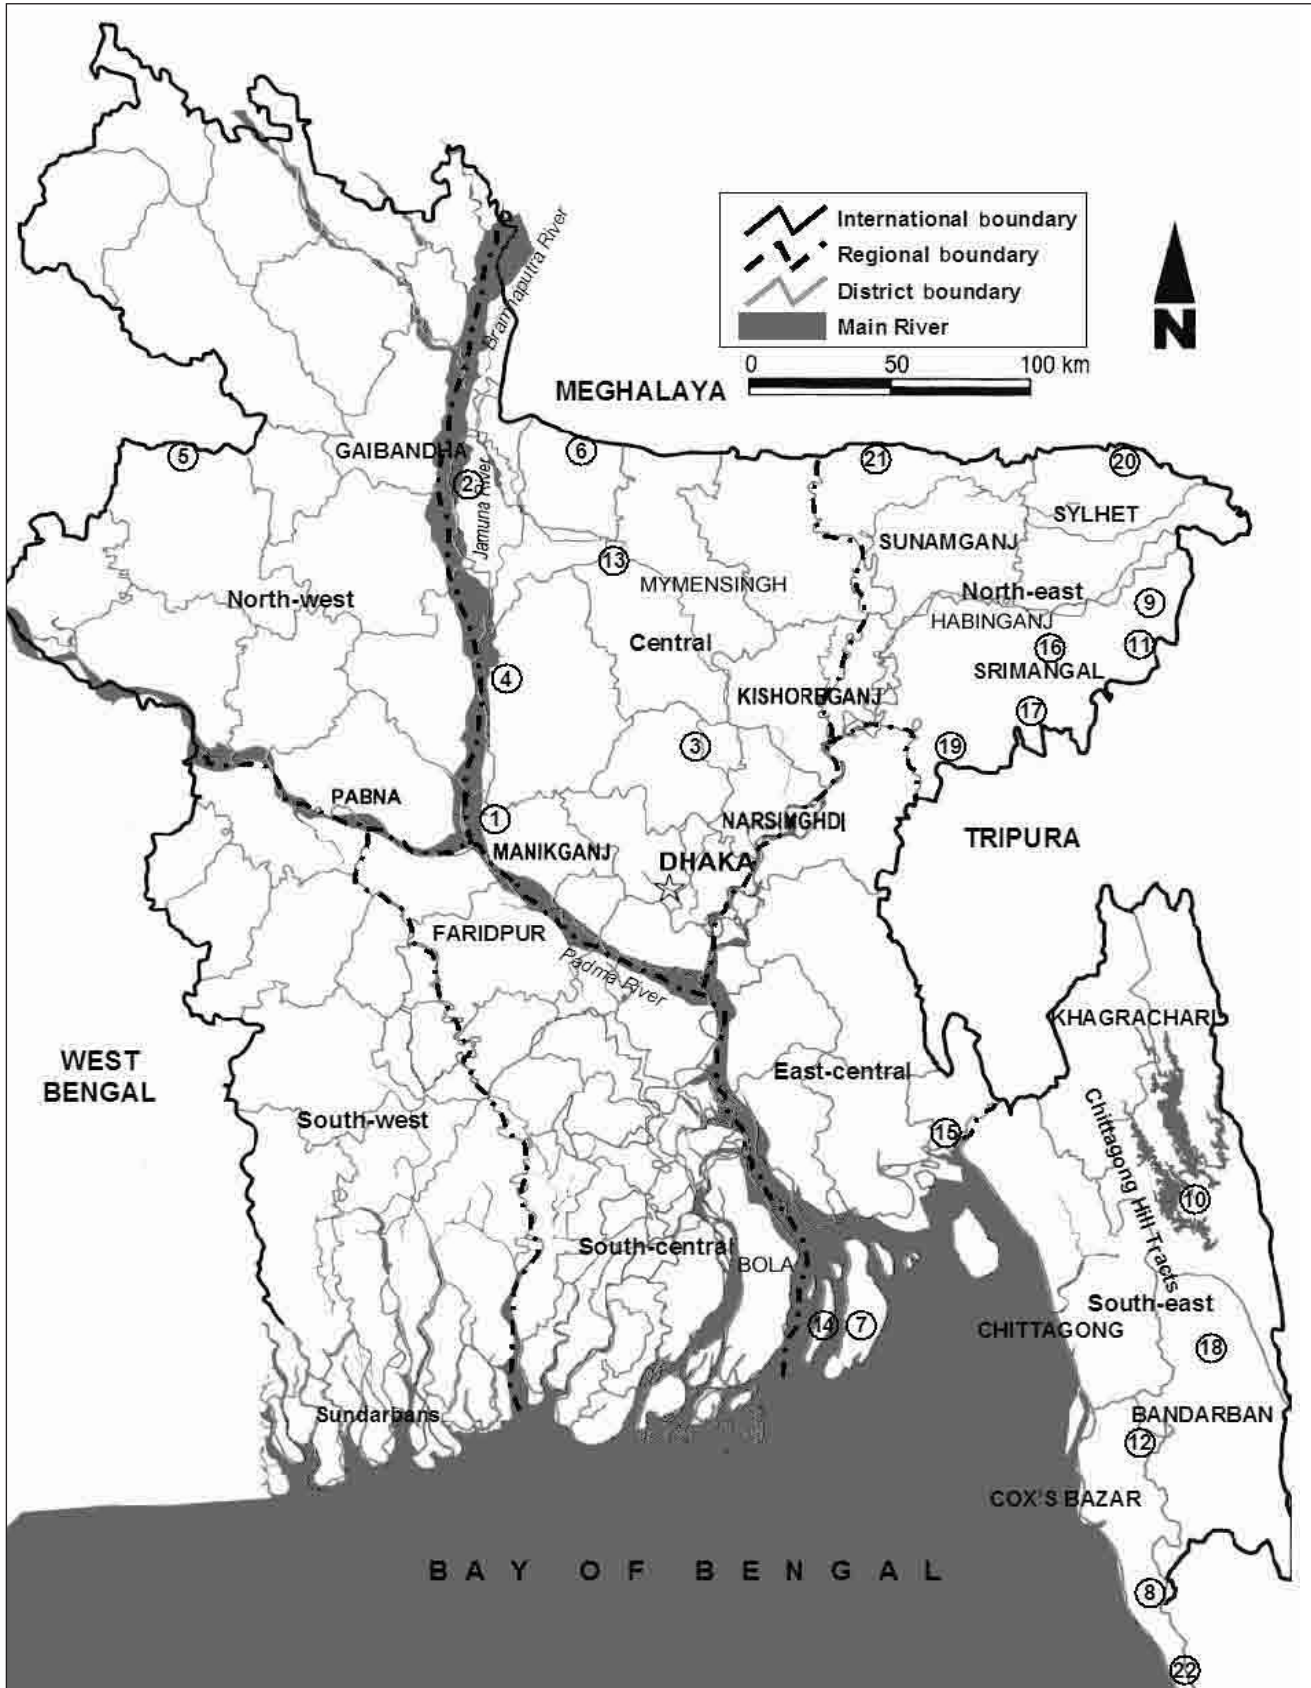 International boundary
Regional boundary
District boundary
Main River
N
0 50 100 km
Bramhaputra River
MEGHALAYA
5
GAIBANDHA
6
21
20
2
Jamuna River
SYLHET
SUNAMGANJ
13
MYMENSINGH
North-west
North-east
9
HABINGANJ
Central
16
11
4
SRIMANGAL
KISHOREGANJ
17
3
19
PABNA
1
NARSINGHDI
MANIKGANJ
DHAKA
TRIPURA
FARIDPUR
Padma River
KHAGRACHARI
WEST
BENGAL
East-central
South-west
15
Chittagong Hill Tracts
10
South-central
BOLA
South-east
14
7
CHITTAGONG
18
Sundarbans
BANDARBAN
12
COX'S BAZAR
BAY OF BENGAL
8
22